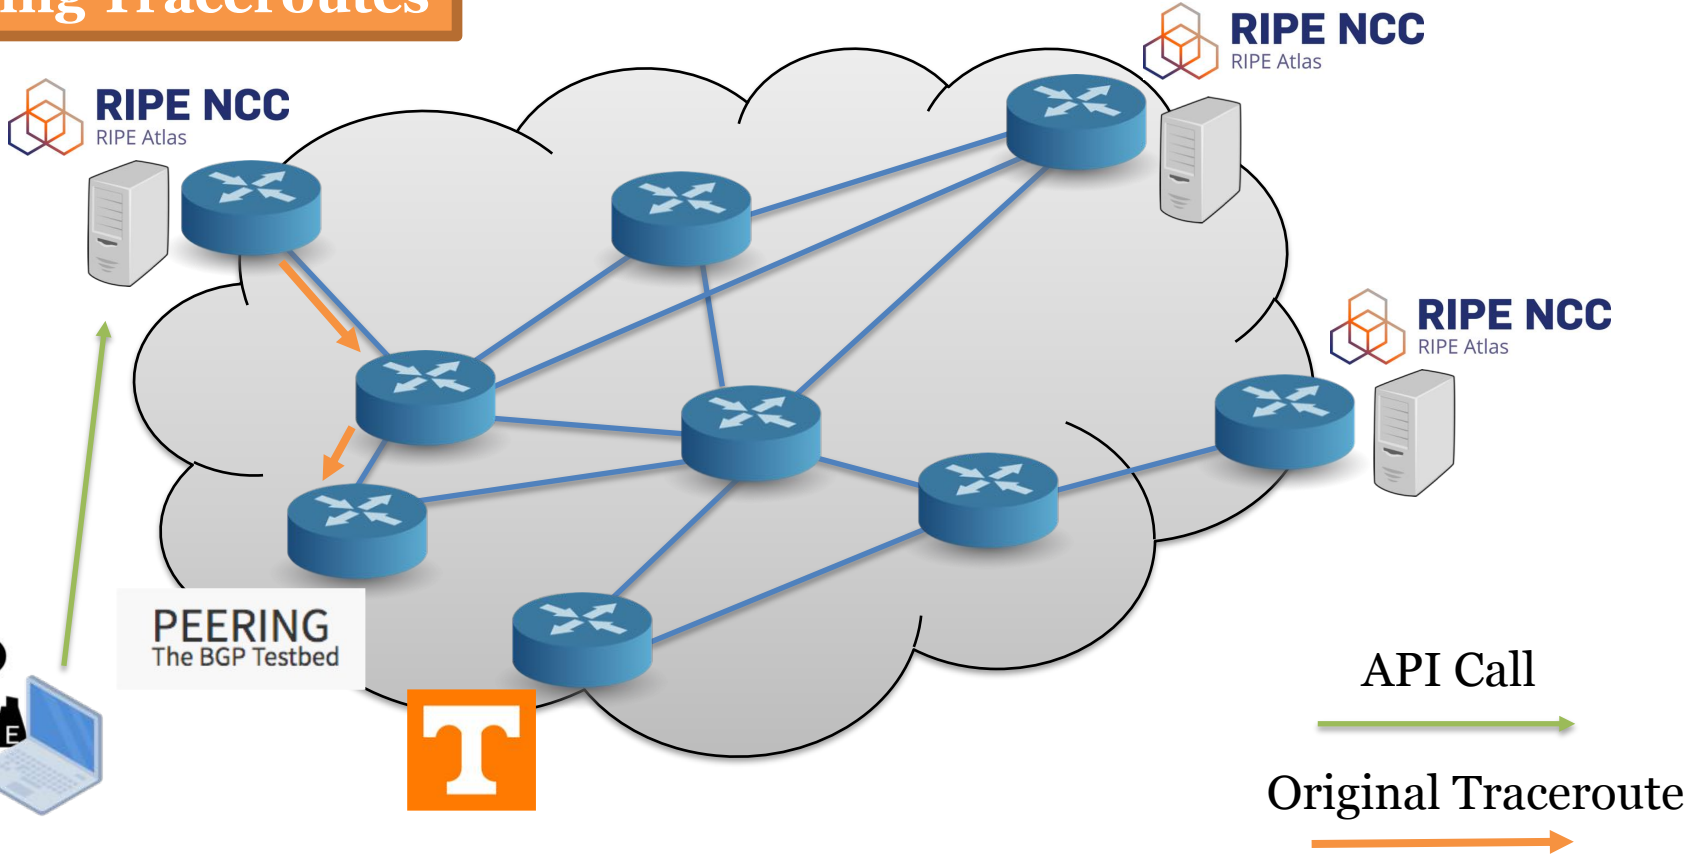 Traceroutes
RIPE NCC
RIPE Atlas
RIPE NCC
RIPE Atlas
RIPE NCC
RIPE Atlas
PEERING
The BGP Testbed
E
T
API Call
Original Traceroute